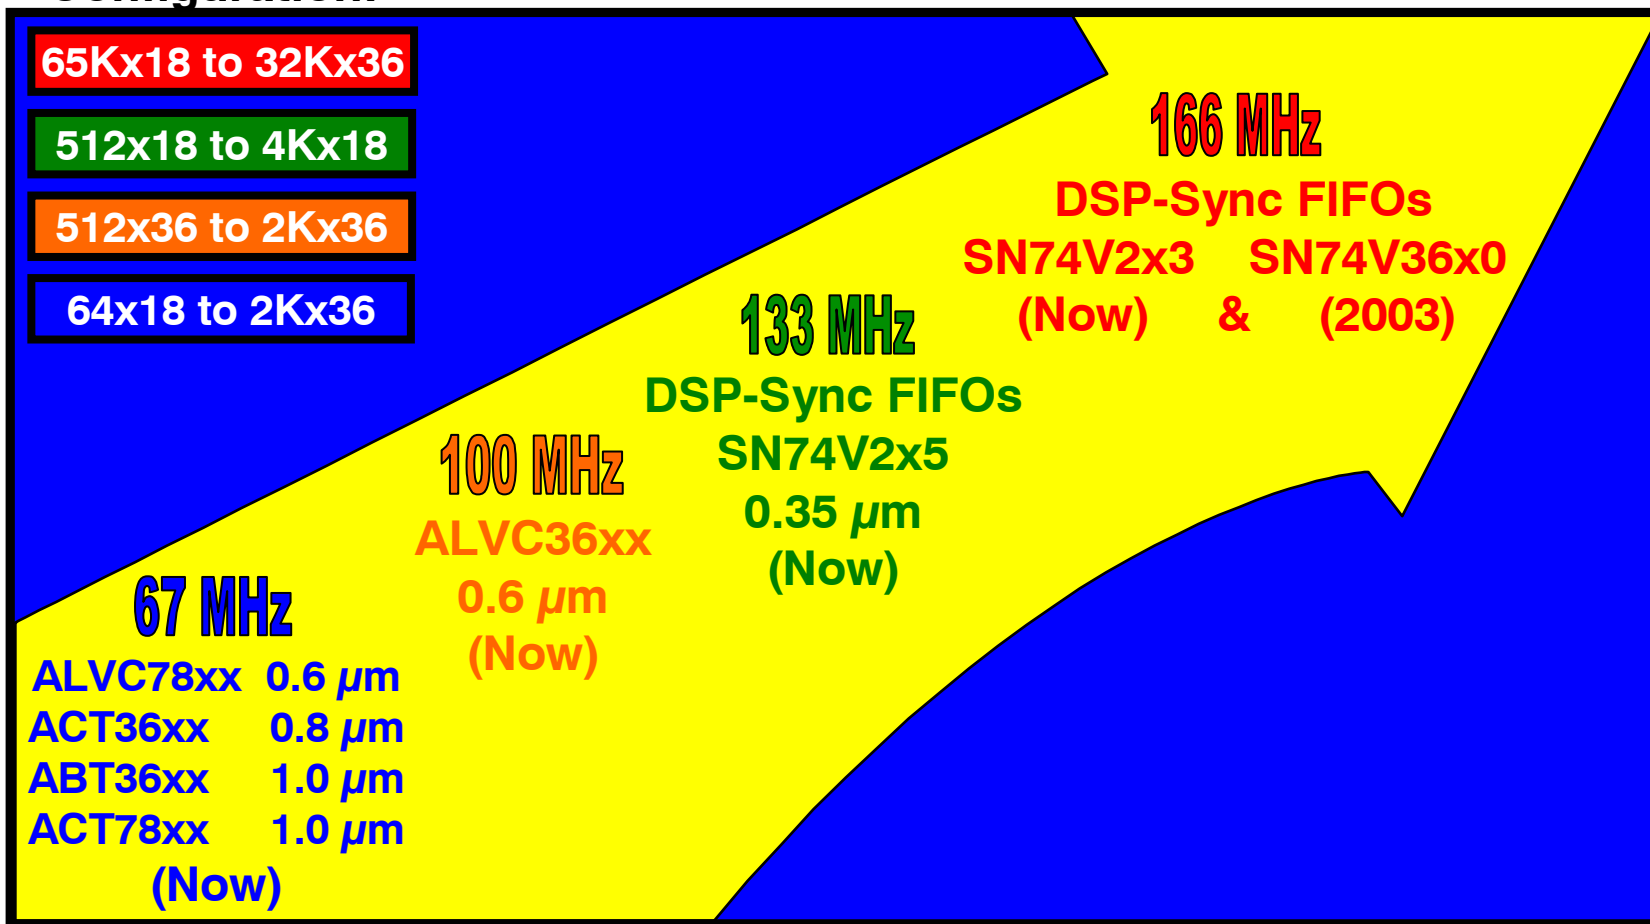 Configuration:
65Kx18 to 32Kx36
512x18 to 4Kx18
512x36 to 2Kx36
64x18 to 2Kx36
166 MHz
DSP-Sync FIFOs
SN74V2x3 SN74V36x0
(Now) & (2003)
133 MHz
DSP-Sync FIFOs
SN74V2x5
0.35 µm
(Now)
100 MHz
ALVC36xx
0.6 µm
(Now)
67 MHz
ALVC78xx 0.6 µm
ACT36xx 0.8 µm
ABT36xx 1.0 µm
ACT78xx 1.0 µm
(Now)